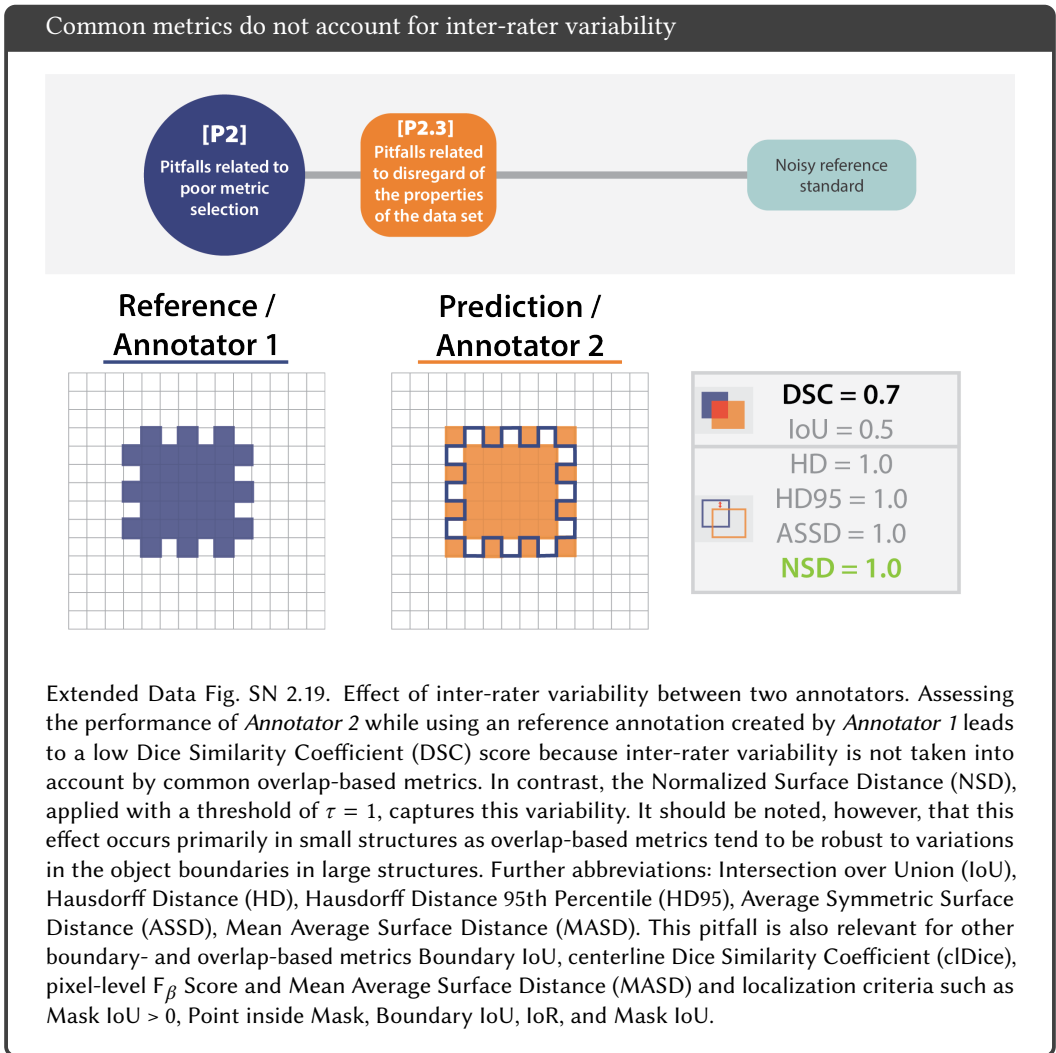 Common metrics do not account for inter-rater variability
[P2]
Pitfalls related to
poor metric
selection
[P2.3]
Pitfalls related
to disregard of
the properties
of the data set
Noisy reference
standard
Reference /
Annotator 1
Prediction /
Annotator 2
DSC = 0.7
IoU = 0.5
HD = 1.0
HD95 = 1.0
ASSD = 1.0
NSD = 1.0
Extended Data Fig. SN 2.19. Effect of inter-rater variability between two annotators. Assessing
the performance of Annotator 2 while using an reference annotation created by Annotator 1 leads
to a low Dice Similarity Coefficient (DSC) score because inter-rater variability is not taken into
account by common overlap-based metrics. In contrast, the Normalized Surface Distance (NSD),
applied with a threshold of τ = 1, captures this variability. It should be noted, however, that this
effect occurs primarily in small structures as overlap-based metrics tend to be robust to variations
in the object boundaries in large structures. Further abbreviations: Intersection over Union (IoU),
Hausdorff Distance (HD), Hausdorff Distance 95th Percentile (HD95), Average Symmetric Surface
Distance (ASSD), Mean Average Surface Distance (MASD). This pitfall is also relevant for other
boundary- and overlap-based metrics Boundary IoU, centerline Dice Similarity Coefficient (clDice),
pixel-level Fβ Score and Mean Average Surface Distance (MASD) and localization criteria such as
Mask IoU > 0, Point inside Mask, Boundary IoU, IoR, and Mask IoU.